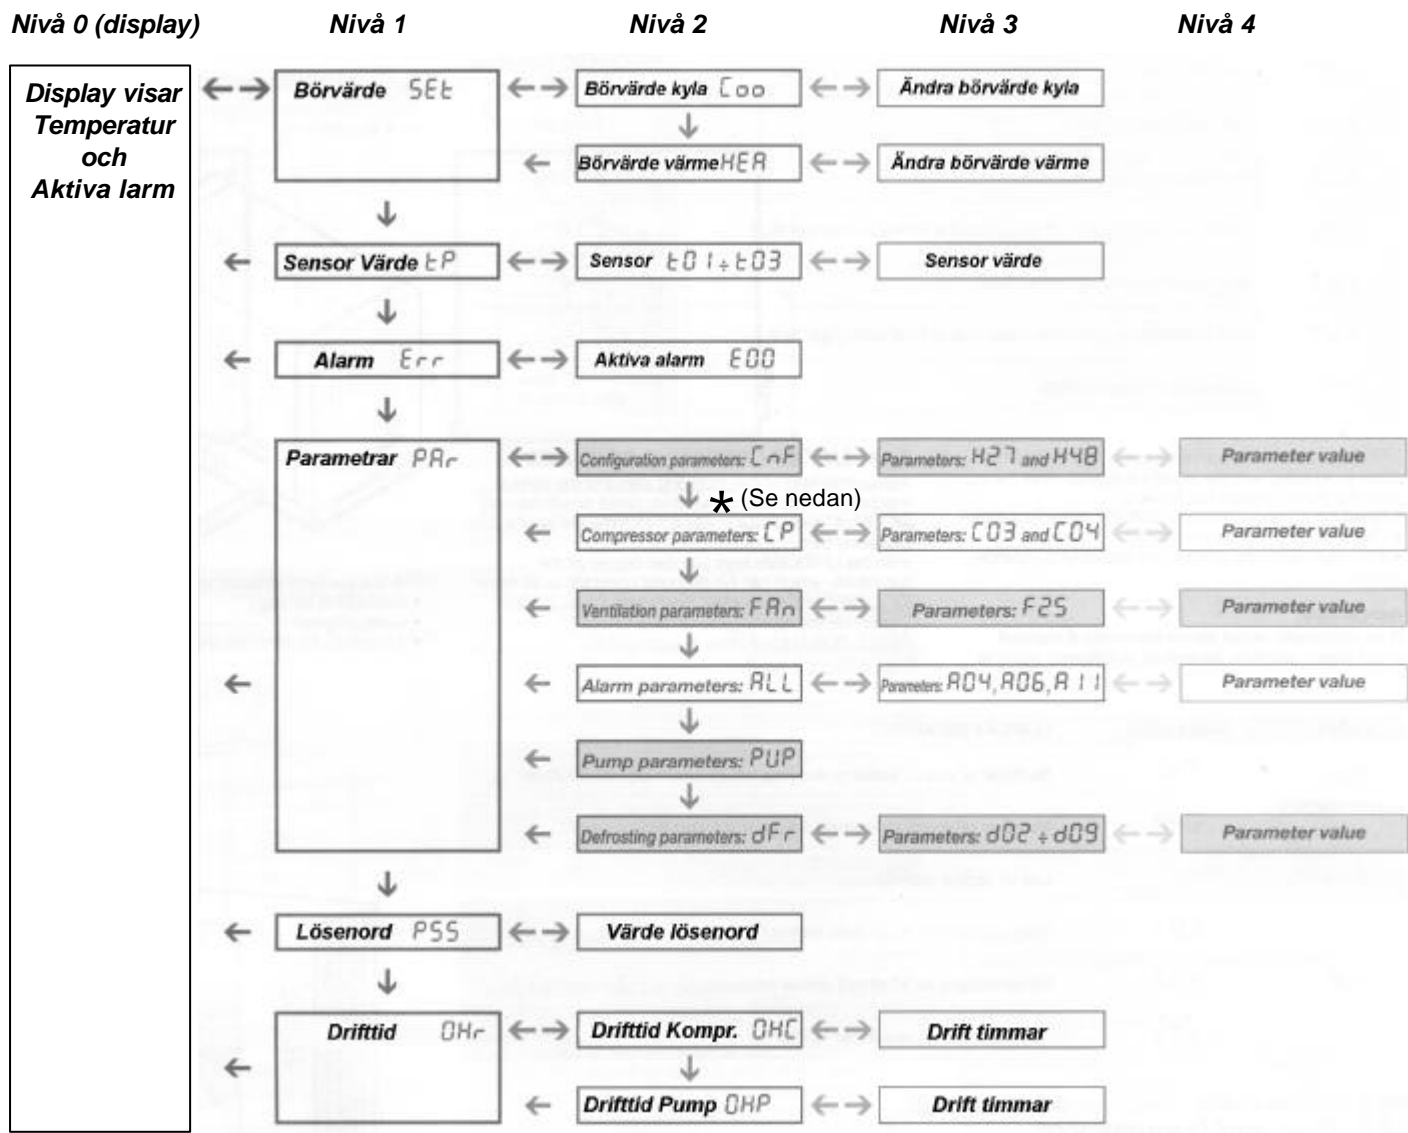 Nivå 0 (display) Nivå 1 Nivå 2 Nivå 3 Nivå 4
Display visar
Temperatur
och
Aktiva larm
Börvärde SEt
Börvärde kyla Coo
Ändra börvärde kyla
Börvärde värme HEA
Ändra börvärde värme
Sensor Värde tP
Sensor t01÷t03
Sensor värde
Alarm Err
Aktiva alarm E00
Parametrar PAr
Configuration parameters: CnF
Parameters: H27 and H48
Parameter value
* (Se nedan)
Compressor parameters: CP
Parameters: C03 and C04
Parameter value
Ventilation parameters: FAn
Parameters: F25
Parameter value
Alarm parameters: ALL
Parameters: A04, A06, A11
Parameter value
Pump parameters: PUP
Defrosting parameters: dFr
Parameters: d02 ÷ d09
Parameter value
Lösenord PSS
Värde lösenord
Drifttid OHr
Drifttid Kompr. OHC
Drift timmar
Drifttid Pump OHP
Drift timmar